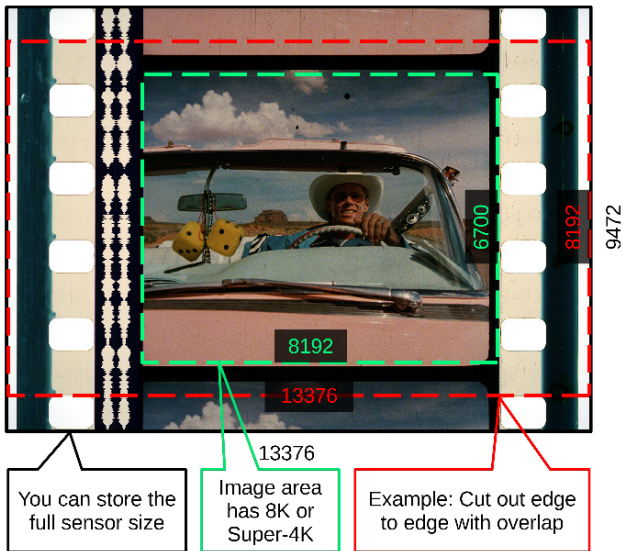 6700
8192
9472
8192
13376
13376
You can store the
full sensor size
Image area
has 8K or
Super-4K
Example: Cut out edge
to edge with overlap